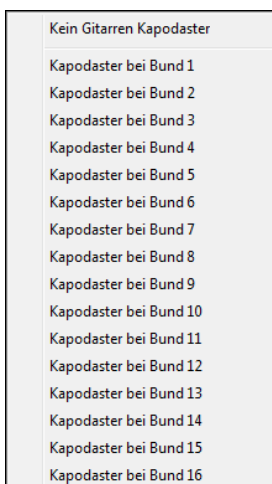 Kein Gitarren Kapodaster
Kapodaster bei Bund 1
Kapodaster bei Bund 2
Kapodaster bei Bund 3
Kapodaster bei Bund 4
Kapodaster bei Bund 5
Kapodaster bei Bund 6
Kapodaster bei Bund 7
Kapodaster bei Bund 8
Kapodaster bei Bund 9
Kapodaster bei Bund 10
Kapodaster bei Bund 11
Kapodaster bei Bund 12
Kapodaster bei Bund 13
Kapodaster bei Bund 14
Kapodaster bei Bund 15
Kapodaster bei Bund 16